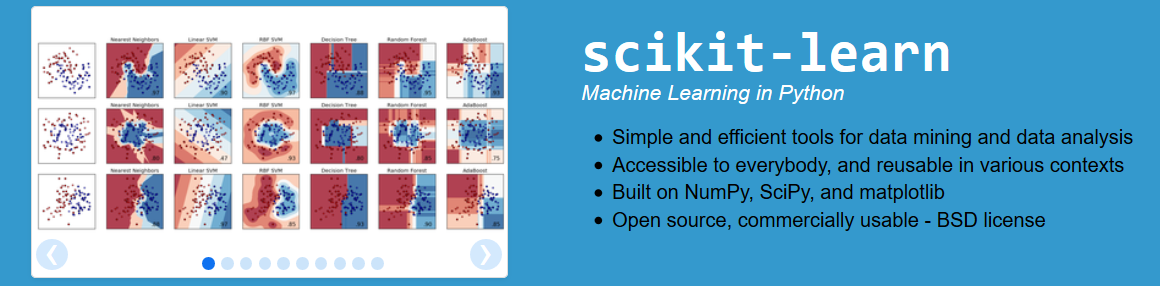 Nearest Neighbors Linear SVM RBF SVM Decision Tree Random Forest AdaBoost
Nearest Neighbors Linear SVM RBF SVM Decision Tree Random Forest AdaBoost
.47 .93 .75
Nearest Neighbors Linear SVM RBF SVM Decision Tree Random Forest AdaBoost
.90 .85
scikit-learn
Machine Learning in Python
• Simple and efficient tools for data mining and data analysis
• Accessible to everybody, and reusable in various contexts
• Built on NumPy, SciPy, and matplotlib
• Open source, commercially usable - BSD license